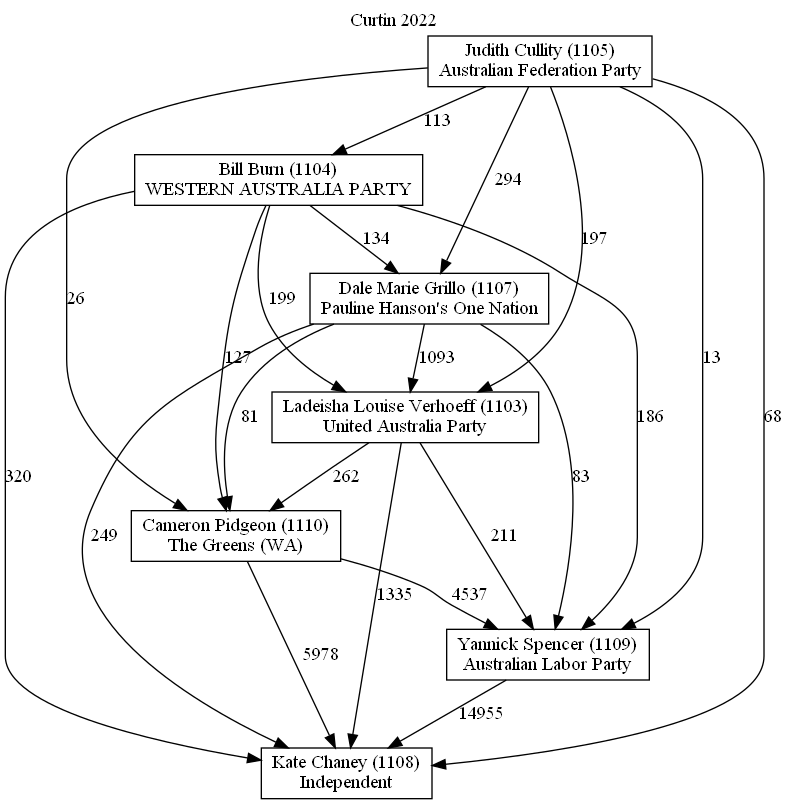 Curtin 2022
Judith Cullity (1105)
Australian Federation Party
113
Bill Burn (1104)
WESTERN AUSTRALIA PARTY
294
134
197
Dale Marie Grillo (1107)
Pauline Hanson's One Nation
26
199
127
1093
13
Ladeisha Louise Verhoeff (1103)
United Australia Party
81
186
68
320
262
83
Cameron Pidgeon (1110)
The Greens (WA)
249
211
1335
4537
Yannick Spencer (1109)
Australian Labor Party
5978
14955
Kate Chaney (1108)
Independent